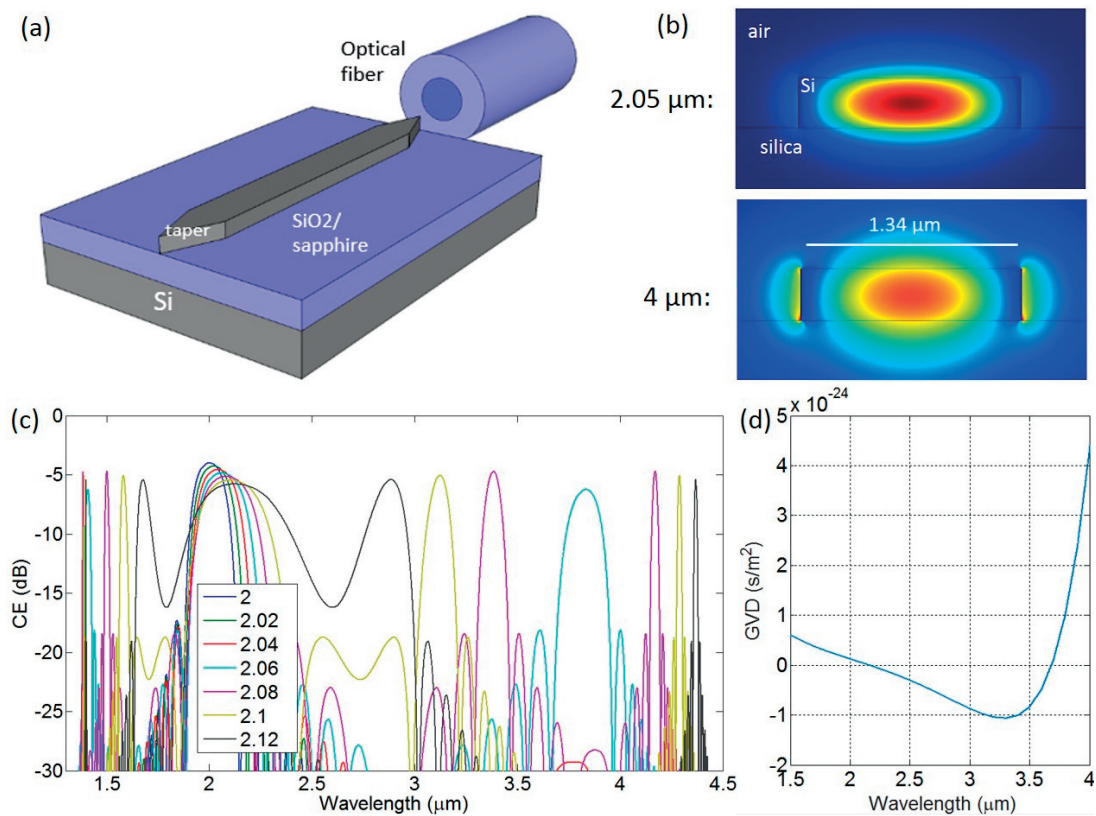 (a)
Optical
fiber
taper
SiO2/
sapphire
Si
(b)
2.05 μm:
air
Si
silica
4 μm:
1.34 μm
(c)
CE (dB)
0
-5
-10
-15
-20
-25
-30
2
2.02
2.04
2.06
2.08
2.1
2.12
1.5 2 2.5 3 3.5 4 4.5
Wavelength (μm)
(d)
x 10-24
GVD (s/m2)
5
4
3
2
1
0
-1
-2
1.5 2 2.5 3 3.5 4
Wavelength (μm)